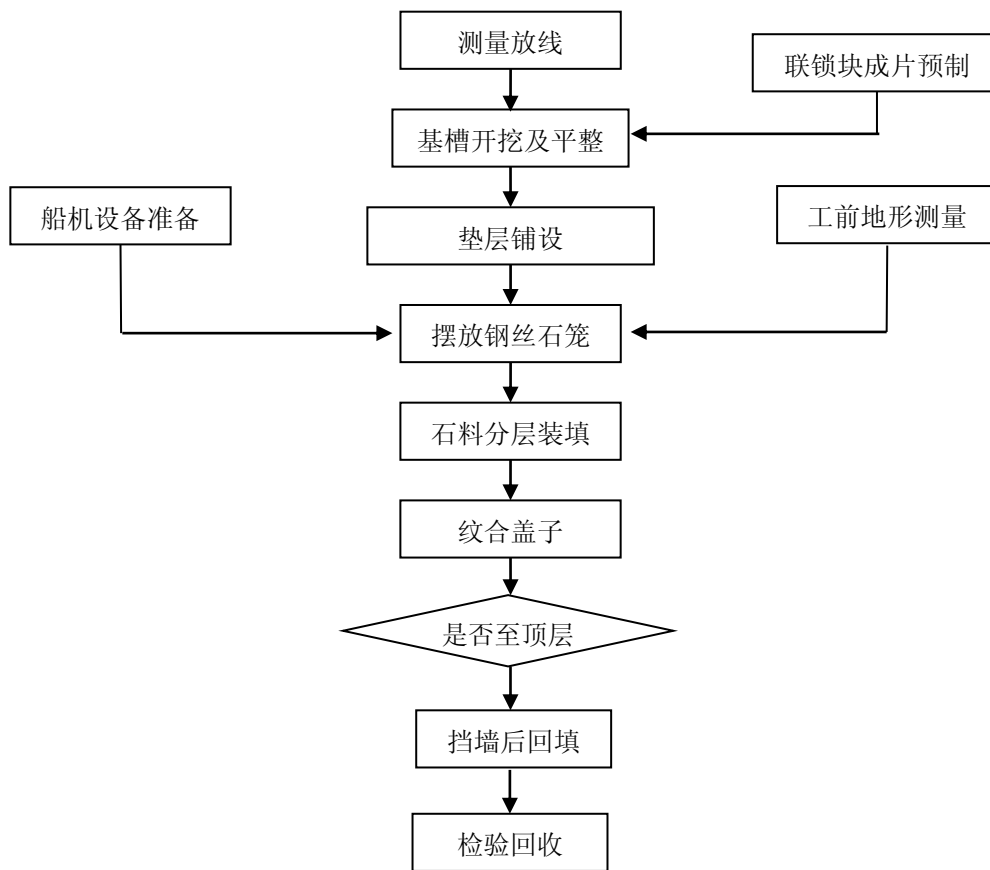 测量放线
联锁块成片预制
基槽开挖及平整
船机设备准备
垫层铺设
工前地形测量
摆放钢丝石笼
石料分层装填
纹合盖子
是否至顶层
挡墙后回填
检验回收